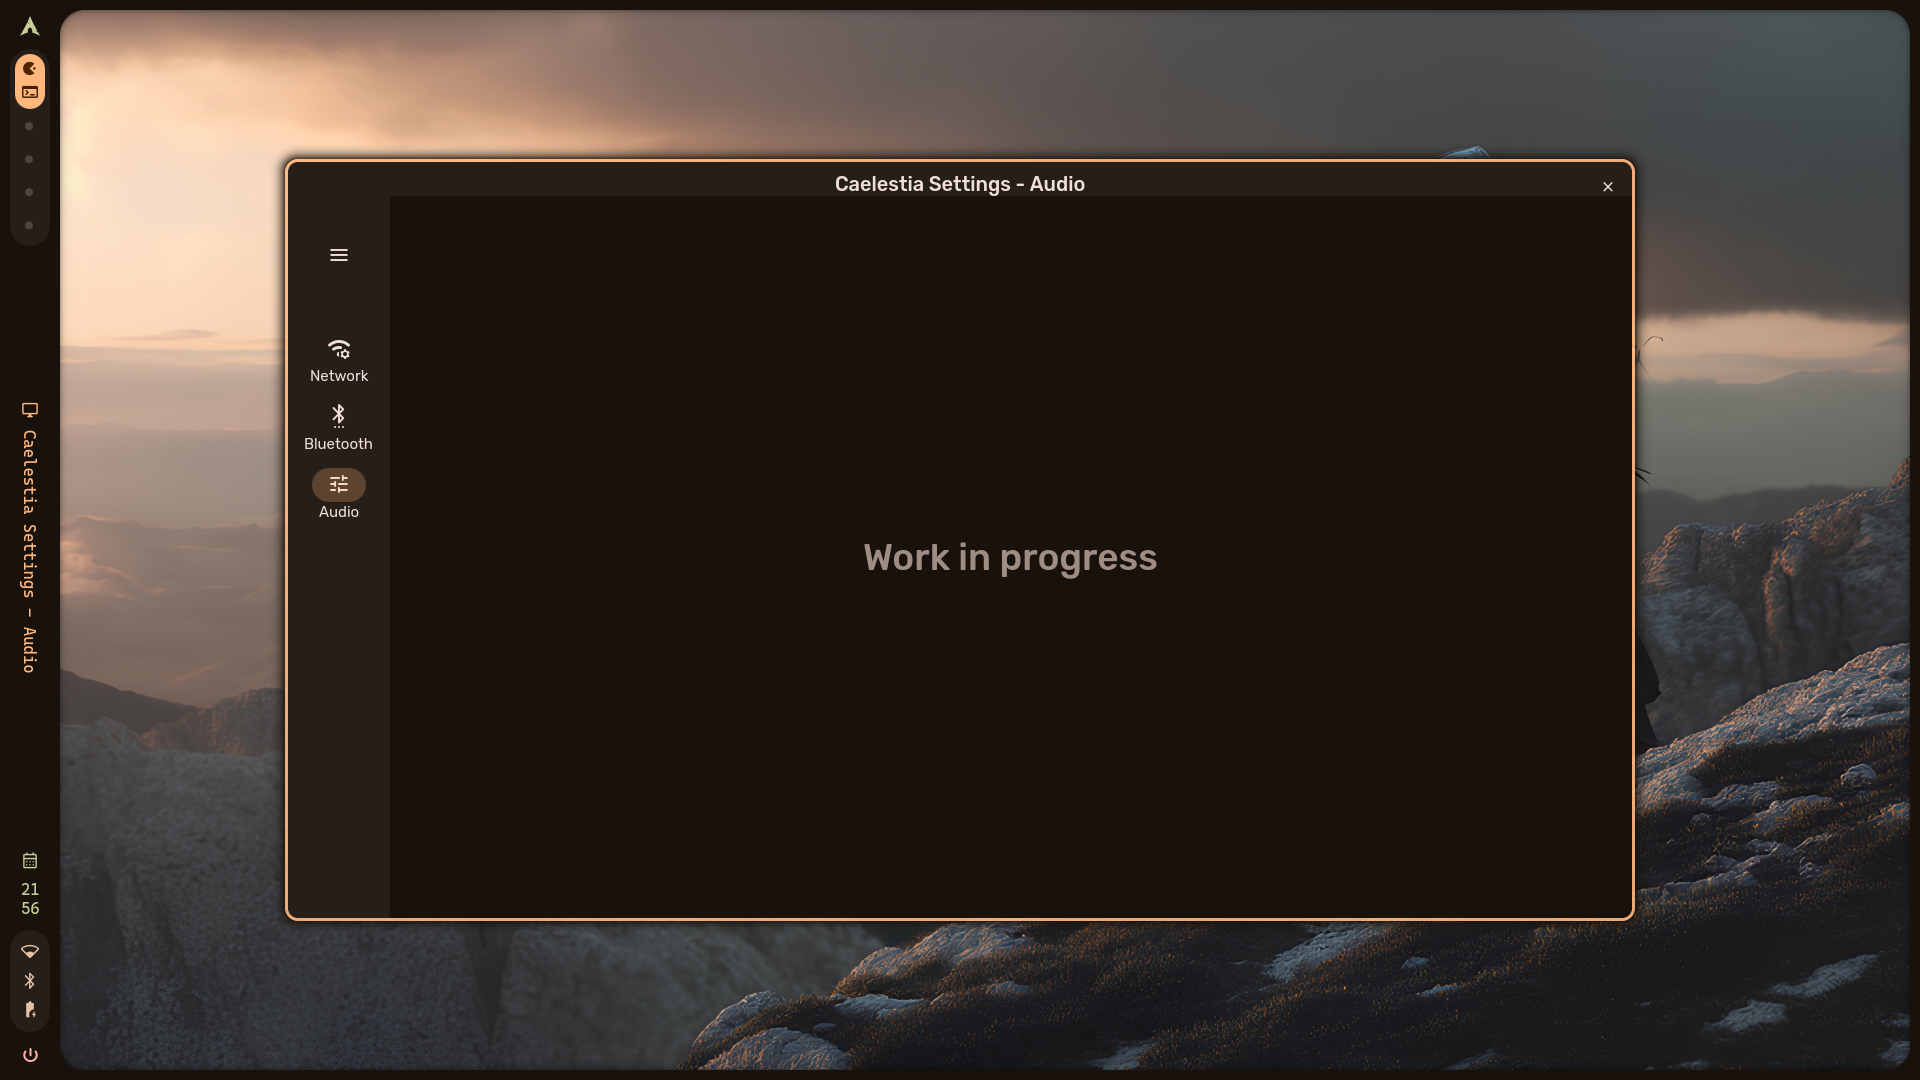 Caelestia Settings - Audio
Caelestia Settings - Audio
Network
Bluetooth
Audio
Work in progress
21
56